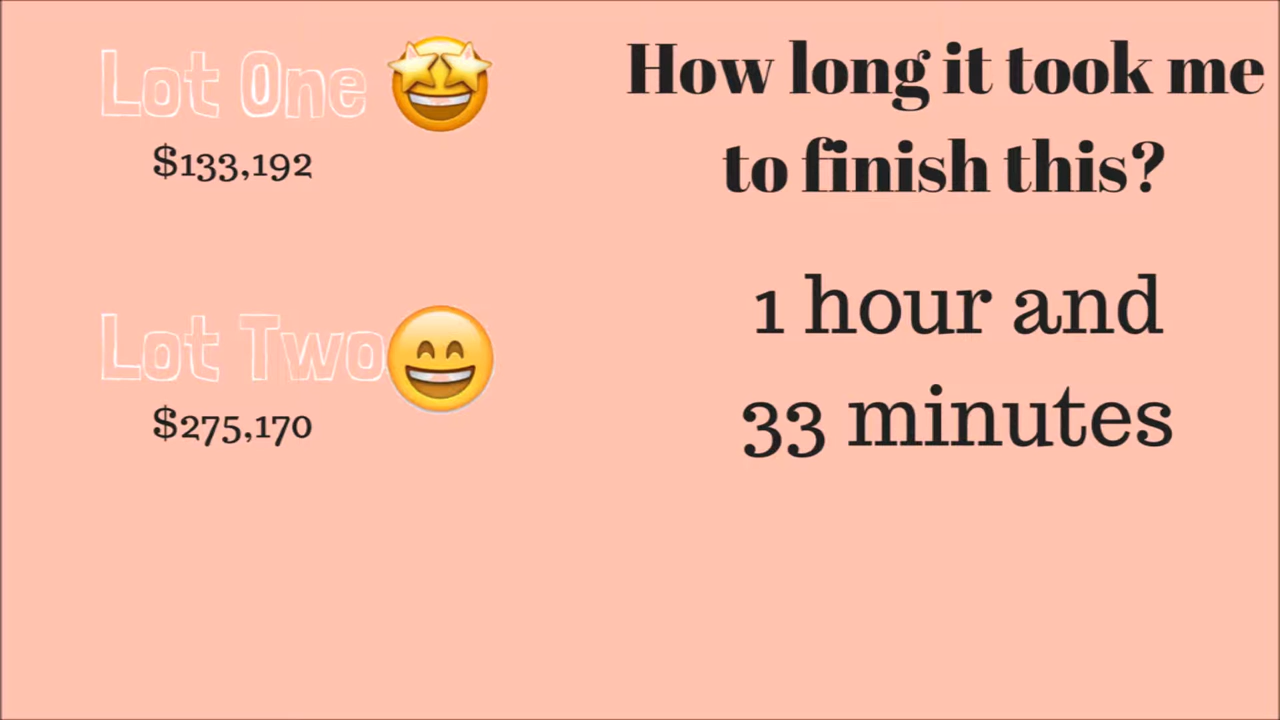 Lot One
$133,192
Lot Two
$275,170
How long it took me
to finish this?
1 hour and
33 minutes